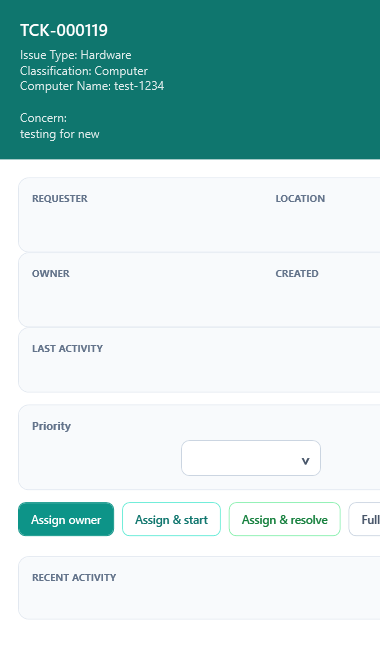 TCK-000119
Issue Type: Hardware
Classification: Computer
Computer Name: test-1234
Concern:
testing for new
REQUESTER LOCATION
OWNER CREATED
LAST ACTIVITY
Priority
v
Assign owner Assign & start Assign & resolve Full
RECENT ACTIVITY